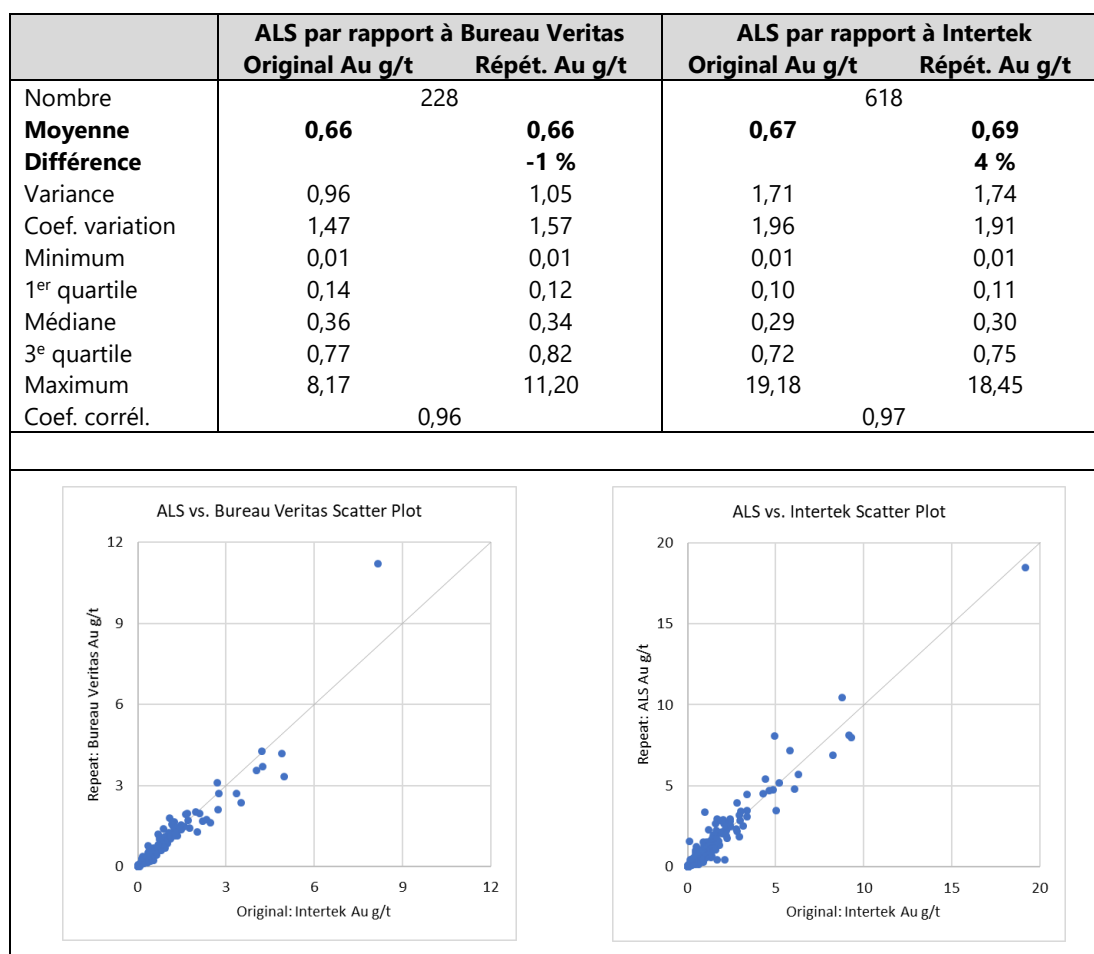 ALS par rapport à Bureau Veritas ALS par rapport à Intertek
Original Au g/t Répét. Au g/t Original Au g/t Répét. Au g/t
Nombre 228 618
Moyenne 0,66 0,66 0,67 0,69
Différence -1 % 4 %
Variance 0,96 1,05 1,71 1,74
Coef. variation 1,47 1,57 1,96 1,91
Minimum 0,01 0,01 0,01 0,01
1er quartile 0,14 0,12 0,10 0,11
Médiane 0,36 0,34 0,29 0,30
3e quartile 0,77 0,82 0,72 0,75
Maximum 8,17 11,20 19,18 18,45
Coef. corrél. 0,96 0,97
ALS vs. Bureau Veritas Scatter Plot
Repeat: Bureau Veritas Au g/t
12
9
6
3
0
0 3 6 9 12
Original: Intertek Au g/t
ALS vs. Intertek Scatter Plot
Repeat: ALS Au g/t
20
15
10
5
0
0 5 10 15 20
Original: Intertek Au g/t